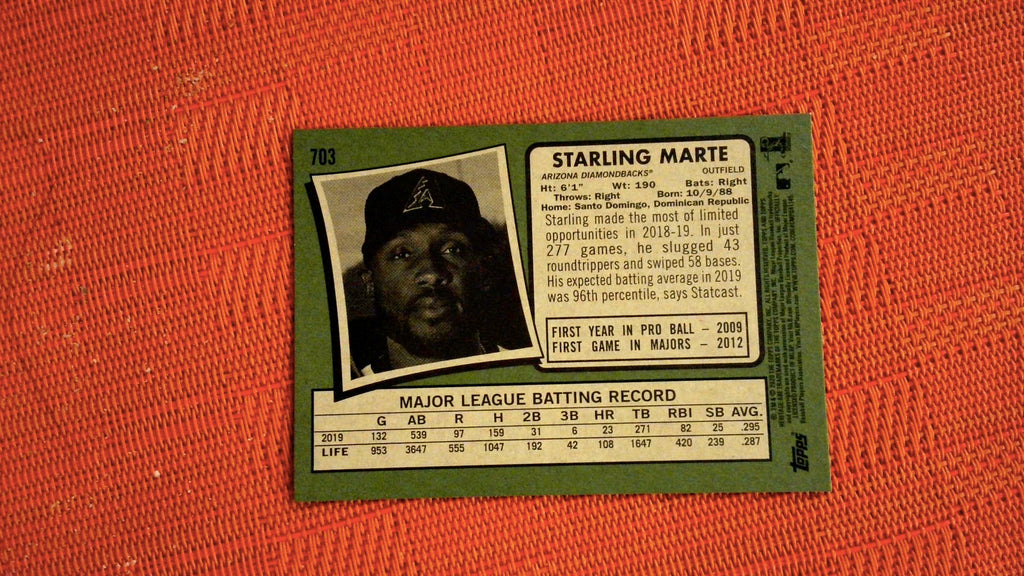 703
STARLING MARTE
ARIZONA DIAMONDBACKS® OUTFIELD
Ht: 6'1" Wt: 190 Bats: Right
Throws: Right Born: 10/9/88
Home: Santo Domingo, Dominican Republic
Starling made the most of limited
opportunities in 2018-19. In just
277 games, he slugged 43
roundtrippers and swiped 58 bases.
His expected batting average in 2019
was 96th percentile, says Statcast.
FIRST YEAR IN PRO BALL – 2009
FIRST GAME IN MAJORS – 2012
MAJOR LEAGUE BATTING RECORD
G AB R H 2B 3B HR TB RBI SB AVG.
2019 132 539 97 159 31 6 23 271 82 25 .295
LIFE 953 3647 555 1047 192 42 108 1647 420 239 .287
Topps